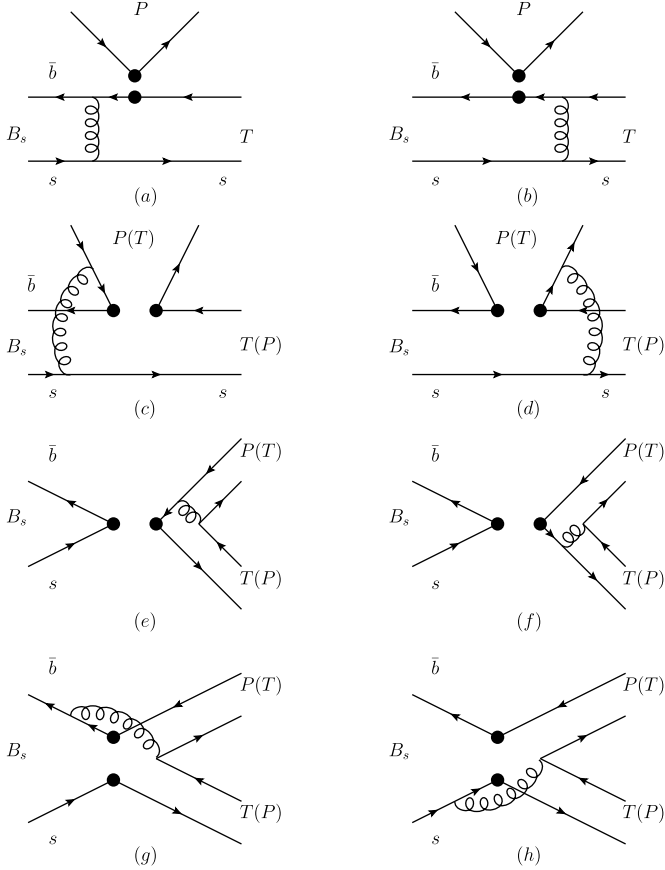 P P
b̄ b̄
B_s T B_s T
s s s s
(a) (b)
P(T) P(T)
b̄ b̄
B_s T(P) B_s T(P)
s s s s
(c) (d)
b̄ P(T) b̄ P(T)
B_s B_s
s T(P) s T(P)
(e) (f)
b̄ P(T) b̄ P(T)
B_s B_s
s T(P) s T(P)
(g) (h)